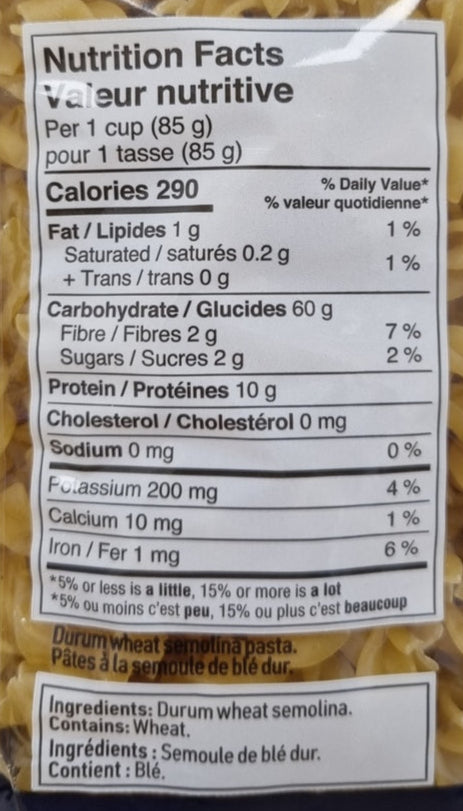 Nutrition Facts
Valeur nutritive
Per 1 cup (85 g)
pour 1 tasse (85 g)
Calories 290
% Daily Value*
% valeur quotidienne*
Fat / Lipides 1 g 1 %
Saturated / saturés 0.2 g
+ Trans / trans 0 g 1 %
Carbohydrate / Glucides 60 g
Fibre / Fibres 2 g 7 %
Sugars / Sucres 2 g 2 %
Protein / Protéines 10 g
Cholesterol / Cholestérol 0 mg
Sodium 0 mg 0 %
Potassium 200 mg 4 %
Calcium 10 mg 1 %
Iron / Fer 1 mg 6 %
*5% or less is a little, 15% or more is a lot
*5% ou moins c'est peu, 15% ou plus c'est beaucoup
Durum wheat semolina pasta.
Pâtes à la semoule de blé dur.
Ingredients: Durum wheat semolina.
Contains: Wheat.
Ingrédients : Semoule de blé dur.
Contient : Blé.